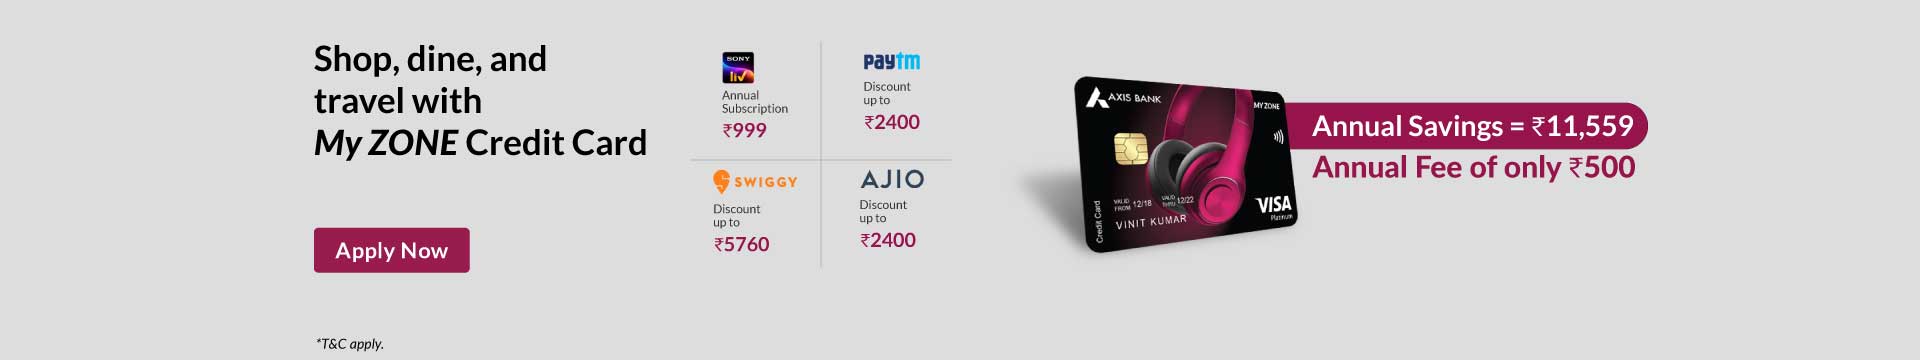 Shop, dine, and
travel with
My ZONE Credit Card
Apply Now
*T&C apply.
SONY
liv
Annual
Subscription
₹999
paytm
Discount
up to
₹2400
SWIGGY
Discount
up to
₹5760
AJIO
Discount
up to
₹2400
AXIS BANK
MY ZONE
Credit Card
VALID
FROM 12/18
VALID
THRU 12/22
VINIT KUMAR
VISA
Platinum
Annual Savings = ₹11,559
Annual Fee of only ₹500